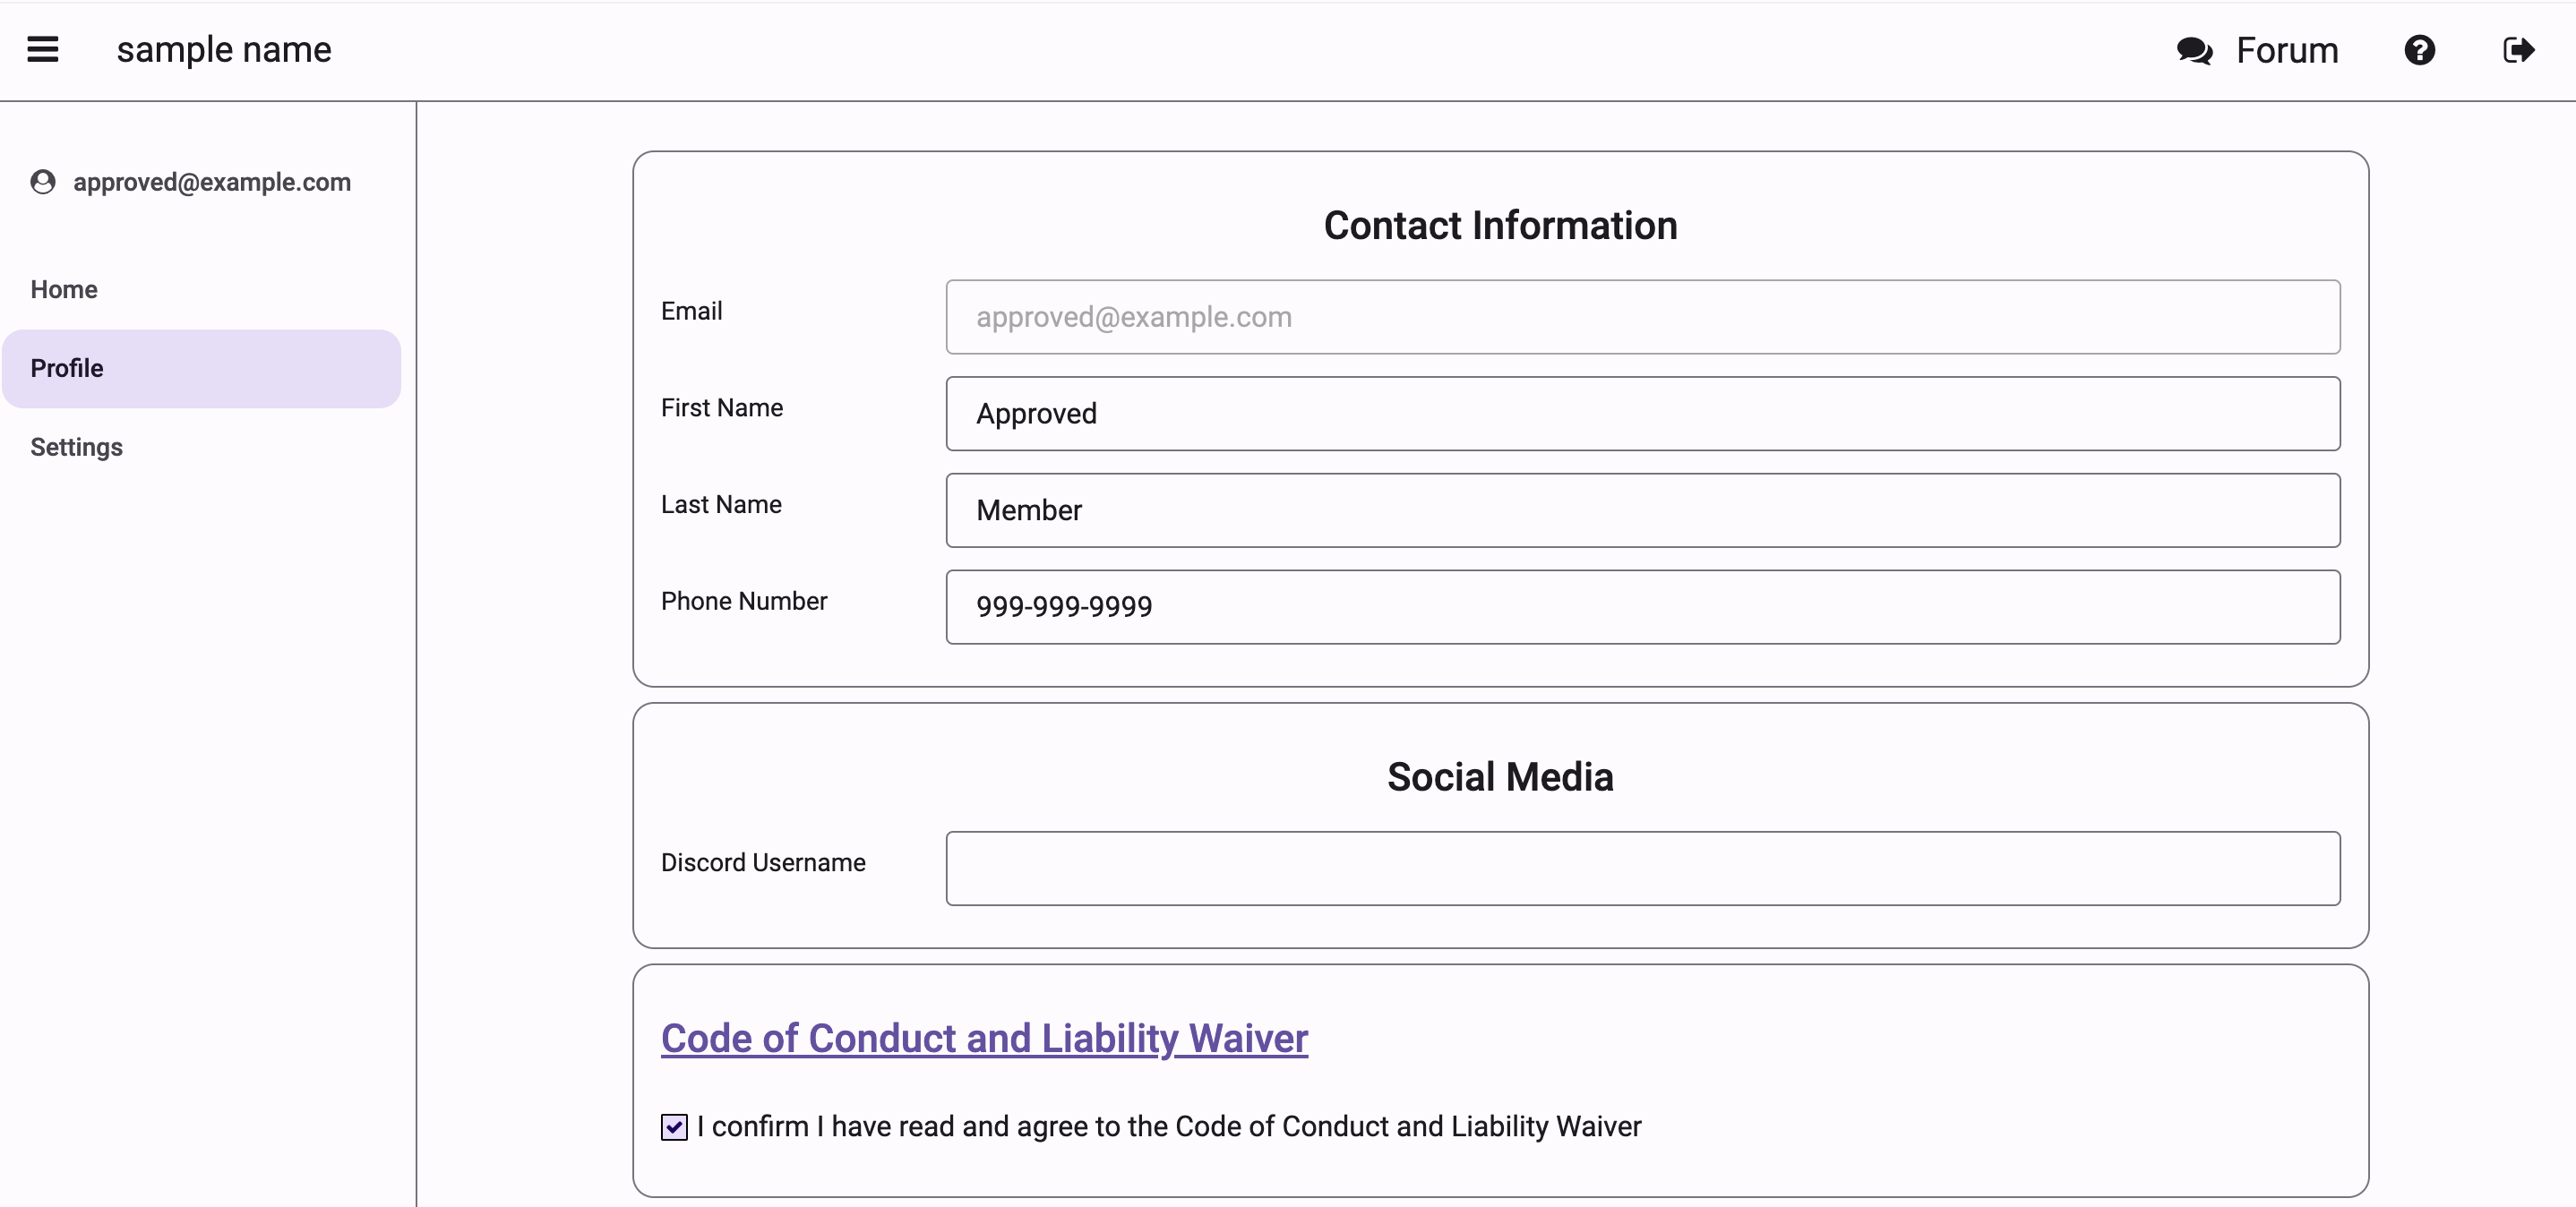 sample name
Forum
approved@example.com
Home
Profile
Settings
Contact Information
Email
approved@example.com
First Name
Approved
Last Name
Member
Phone Number
999-999-9999
Social Media
Discord Username
Code of Conduct and Liability Waiver
I confirm I have read and agree to the Code of Conduct and Liability Waiver